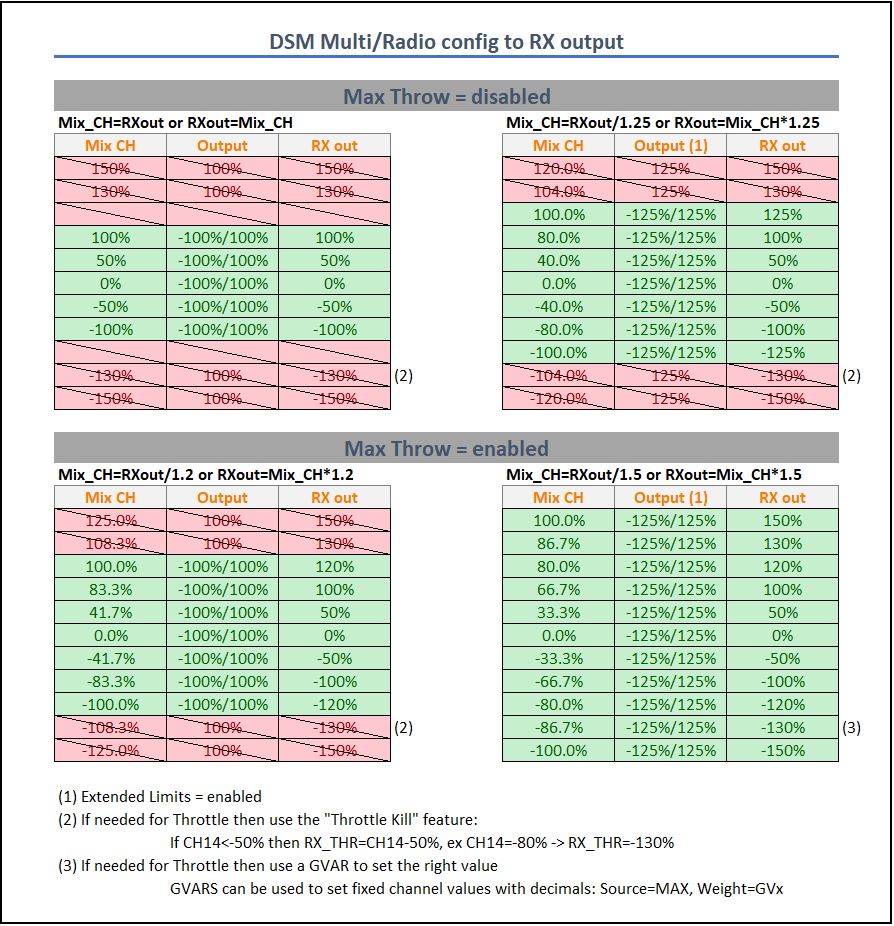 DSM Multi/Radio config to RX output
Max Throw = disabled
Mix_CH=RXout or RXout=Mix_CH
Mix CH Output RX out
150% 100% 150%
130% 100% 130%
100% -100%/100% 100%
50% -100%/100% 50%
0% -100%/100% 0%
-50% -100%/100% -50%
-100% -100%/100% -100%
-130% 100% -130% (2)
-150% 100% -150%
Mix_CH=RXout/1.25 or RXout=Mix_CH*1.25
Mix CH Output (1) RX out
120.0% 125% 150%
104.0% 125% 130%
100.0% -125%/125% 125%
80.0% -125%/125% 100%
40.0% -125%/125% 50%
0.0% -125%/125% 0%
-40.0% -125%/125% -50%
-80.0% -125%/125% -100%
-100.0% -125%/125% -125%
-104.0% 125% -130% (2)
-120.0% 125% -150%
Max Throw = enabled
Mix_CH=RXout/1.2 or RXout=Mix_CH*1.2
Mix CH Output RX out
125.0% 100% 150%
108.3% 100% 130%
100.0% -100%/100% 120%
83.3% -100%/100% 100%
41.7% -100%/100% 50%
0.0% -100%/100% 0%
-41.7% -100%/100% -50%
-83.3% -100%/100% -100%
-100.0% -100%/100% -120%
-108.3% 100% -130% (2)
-125.0% 100% -150%
Mix_CH=RXout/1.5 or RXout=Mix_CH*1.5
Mix CH Output (1) RX out
100.0% -125%/125% 150%
86.7% -125%/125% 130%
80.0% -125%/125% 120%
66.7% -125%/125% 100%
33.3% -125%/125% 50%
0.0% -125%/125% 0%
-33.3% -125%/125% -50%
-66.7% -125%/125% -100%
-80.0% -125%/125% -120%
-86.7% -125%/125% -130% (3)
-100.0% -125%/125% -150%
(1) Extended Limits = enabled
(2) If needed for Throttle then use the "Throttle Kill" feature:
If CH14<-50% then RX_THR=CH14-50%, ex CH14=-80% -> RX_THR=-130%
(3) If needed for Throttle then use a GVAR to set the right value
GVARS can be used to set fixed channel values with decimals: Source=MAX, Weight=GVx